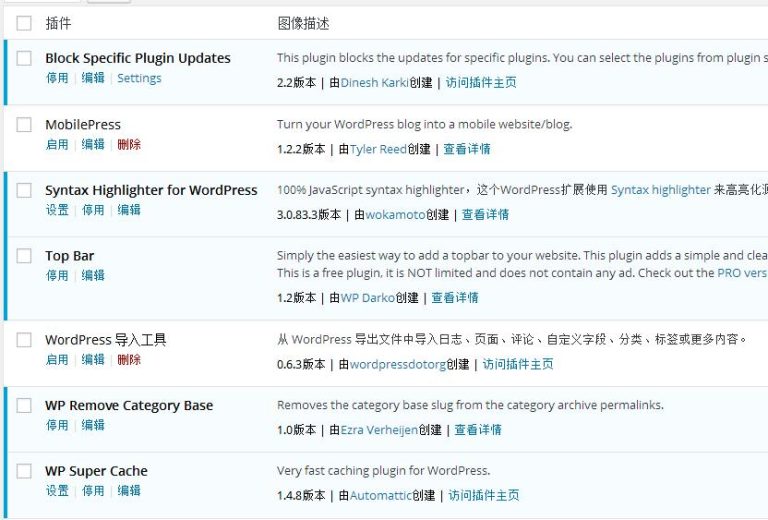 插件 图像描述
Block Specific Plugin Updates This plugin blocks the updates for specific plugins. You can select the plugins from plugin s
停用 | 编辑 | Settings 2.2版本 | 由Dinesh Karki创建 | 访问插件主页
MobilePress Turn your WordPress blog into a mobile website/blog.
启用 | 编辑 | 删除 1.2.2版本 | 由Tyler Reed创建 | 查看详情
Syntax Highlighter for WordPress 100% JavaScript syntax highlighter，这个WordPress扩展使用 Syntax highlighter 来高亮化源
设置 | 停用 | 编辑 3.0.83.3版本 | 由wokamoto创建 | 查看详情
Top Bar Simply the easiest way to add a topbar to your website. This plugin adds a simple and clea
停用 | 编辑 This is a free plugin, it is NOT limited and does not contain any ad. Check out the PRO vers
1.2版本 | 由WP Darko创建 | 查看详情
WordPress 导入工具 从 WordPress 导出文件中导入日志、页面、评论、自定义字段、分类、标签或更多内容。
启用 | 编辑 | 删除 0.6.3版本 | 由wordpressdotorg创建 | 访问插件主页
WP Remove Category Base Removes the category base slug from the category archive permalinks.
停用 | 编辑 1.0版本 | 由Ezra Verheijen创建 | 查看详情
WP Super Cache Very fast caching plugin for WordPress.
设置 | 停用 | 编辑 1.4.8版本 | 由Automattic创建 | 访问插件主页